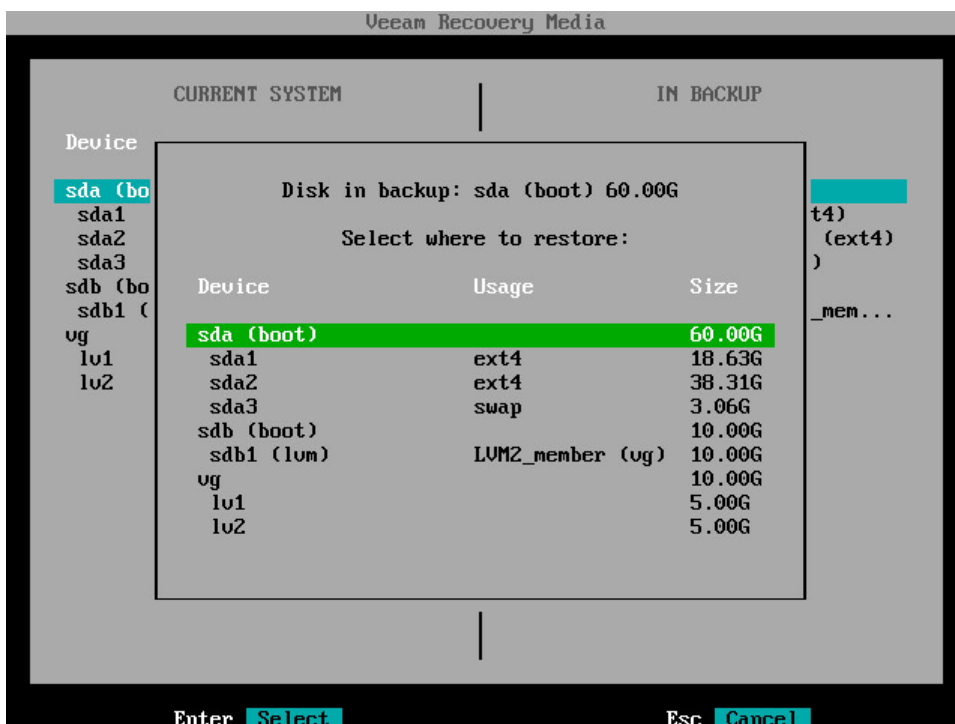 Veeam Recovery Media
CURRENT SYSTEM IN BACKUP
Device
Disk in backup: sda (boot) 60.00G
sda (bo
sda1 t4)
sda2 Select where to restore: (ext4)
sda3 )
sdb (bo Device Usage Size
sdb1 ( _mem...
vg sda (boot) 60.00G
lv1 sda1 ext4 18.63G
lv2 sda2 ext4 38.31G
sda3 swap 3.06G
sdb (boot) 10.00G
sdb1 (lvm) LVM2_member (vg) 10.00G
vg 10.00G
lv1 5.00G
lv2 5.00G
Enter Select Esc Cancel